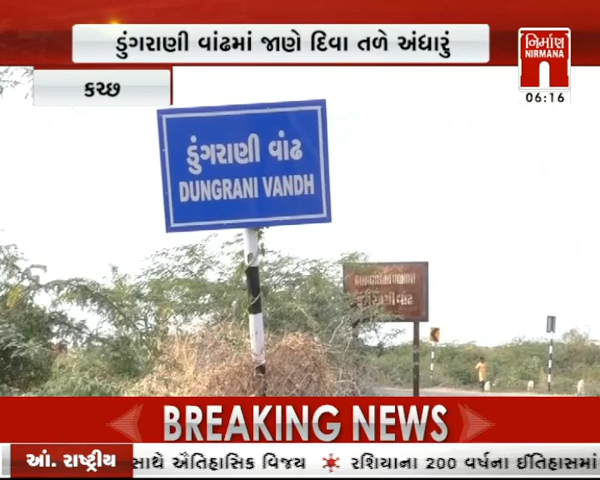 ડુંગરાણી વાંઢમાં જાણે દિવા તળે અંધારું
નિર્માણ
NIRMANA
કચ્છ
06:16
ડુંગરાણી વાંઢ
DUNGRANI VANDH
વાંઢ
BREAKING NEWS
આં. રાષ્ટ્રીય સાથે ઐતિહાસિક વિજય રશિયાના 200 વર્ષના ઈતિહાસમાં